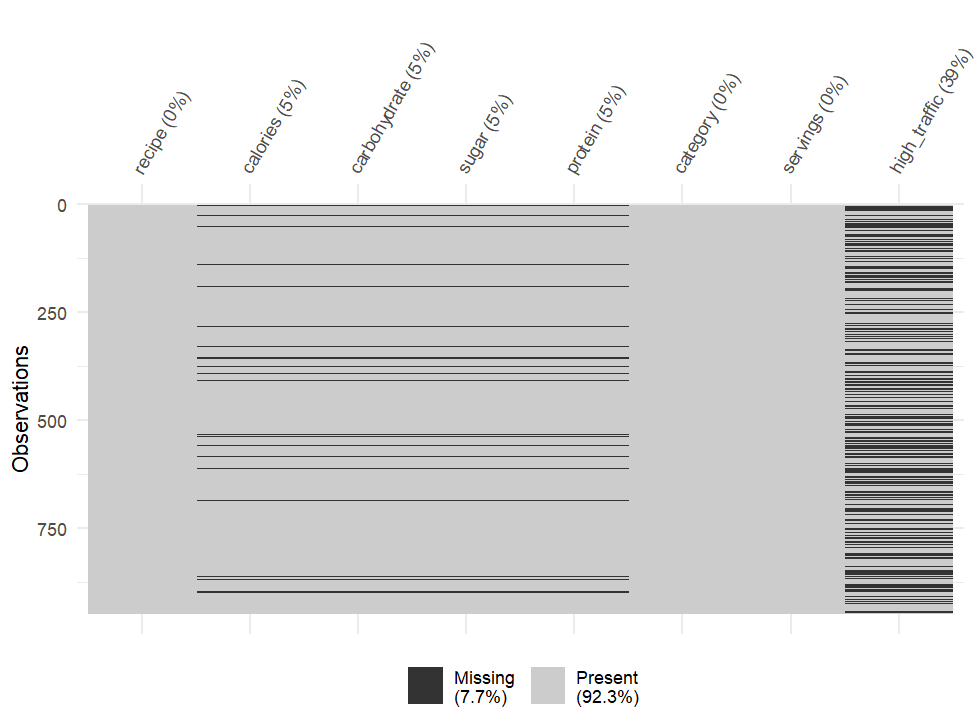 recipe (0%)
calories (5%)
carbohydrate (5%)
sugar (5%)
protein (5%)
category (0%)
servings (0%)
high_traffic (39%)
Observations
0
250
500
750
Missing
(7.7%)
Present
(92.3%)